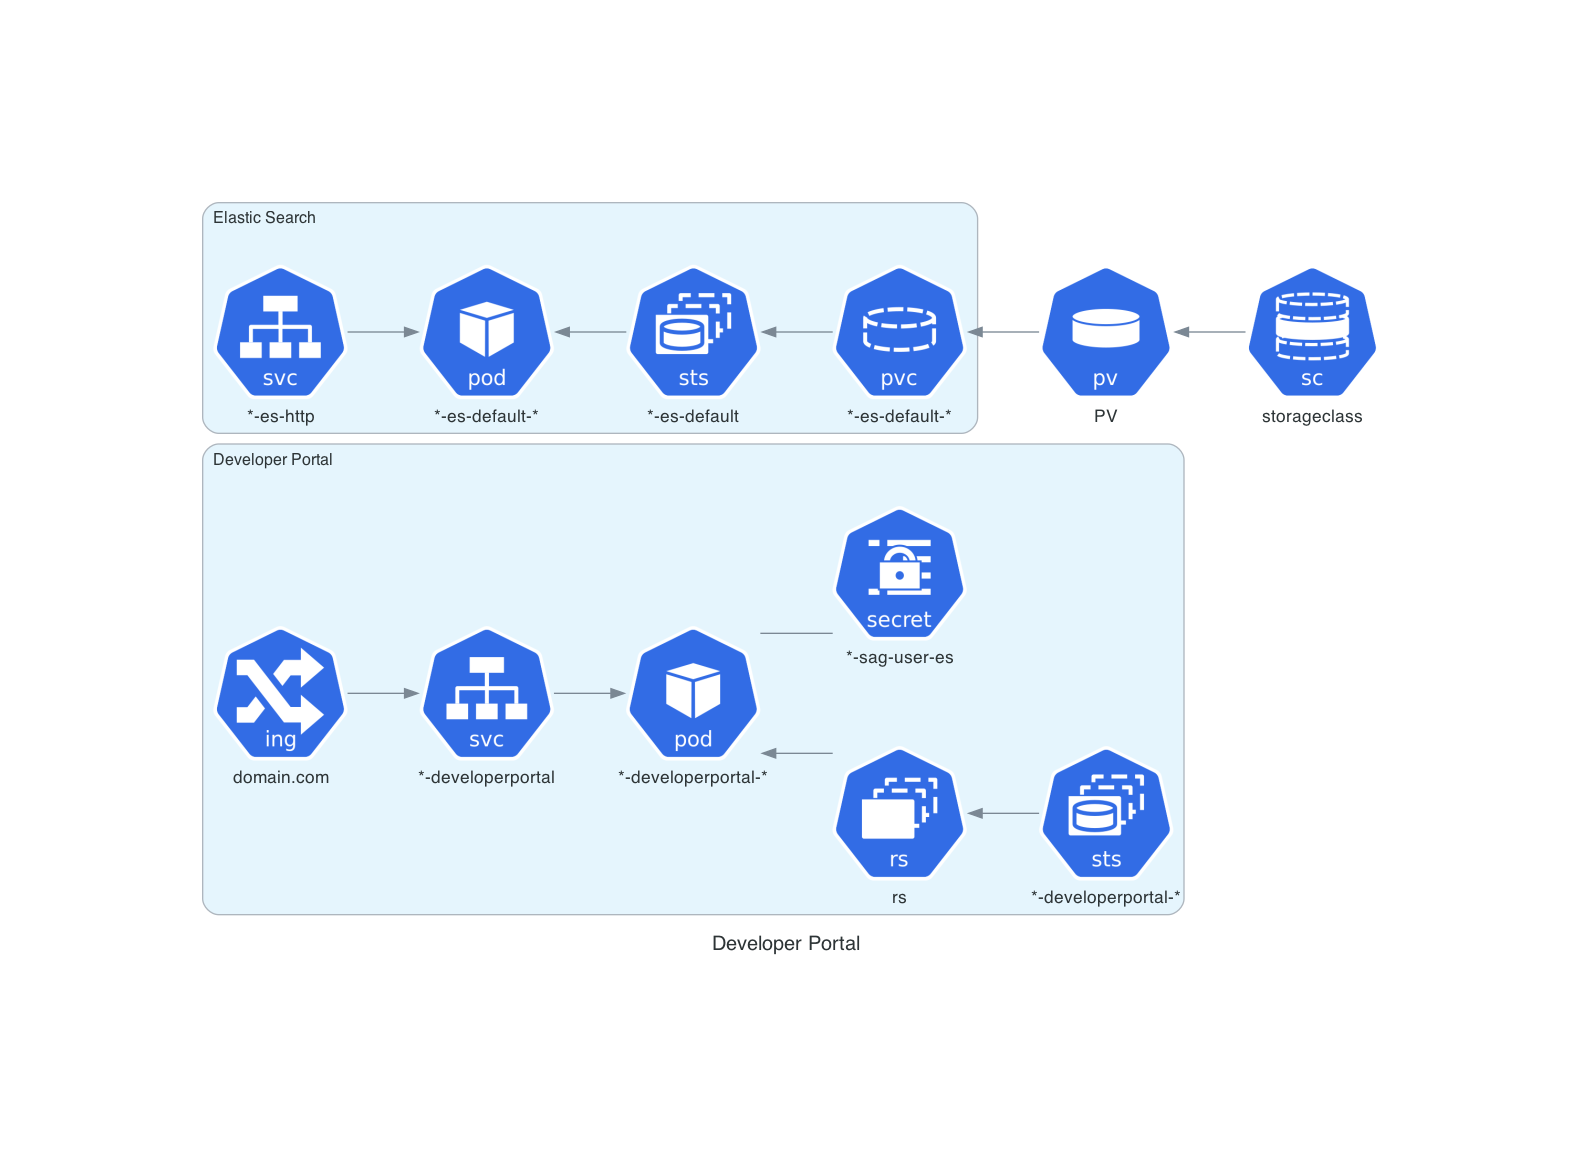 Elastic Search
svc
pod
sts
pvc
pv
sc
*-es-http
*-es-default-*
*-es-default
*-es-default-*
PV
storageclass
Developer Portal
secret
*-sag-user-es
ing
svc
pod
domain.com
*-developerportal
*-developerportal-*
rs
sts
rs
*-developerportal-*
Developer Portal